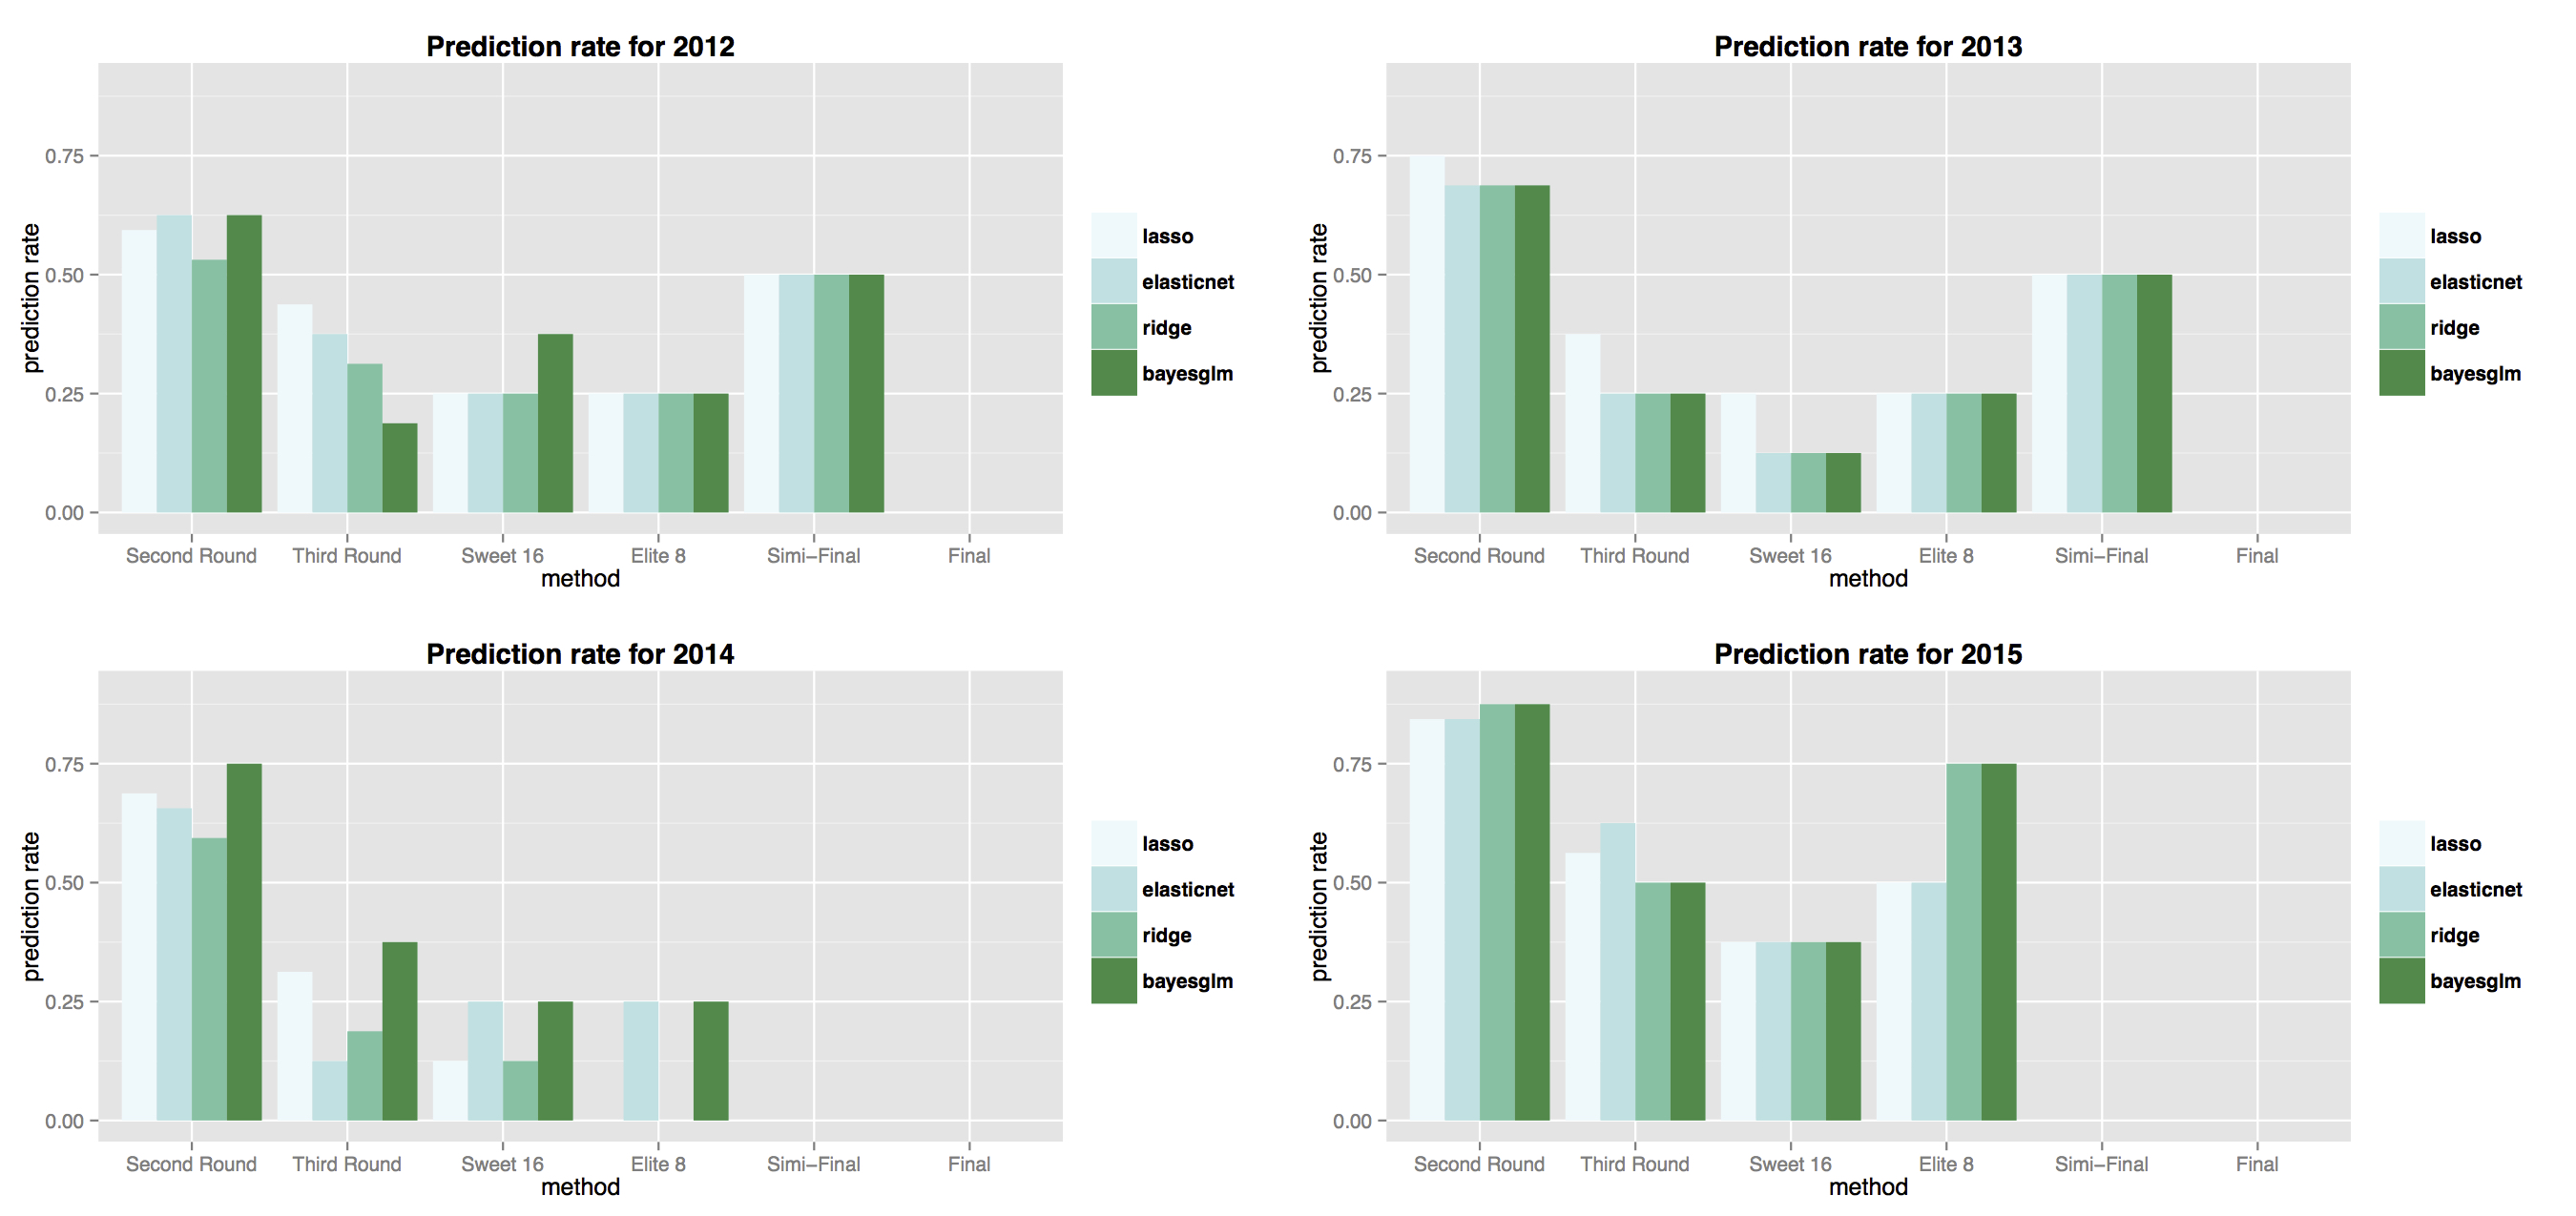 Prediction rate for 2012
prediction rate
0.75
0.50
0.25
0.00
Second Round Third Round Sweet 16 Elite 8 Simi-Final Final
method
lasso
elasticnet
ridge
bayesglm
Prediction rate for 2013
prediction rate
0.75
0.50
0.25
0.00
Second Round Third Round Sweet 16 Elite 8 Simi-Final Final
method
lasso
elasticnet
ridge
bayesglm
Prediction rate for 2014
prediction rate
0.75
0.50
0.25
0.00
Second Round Third Round Sweet 16 Elite 8 Simi-Final Final
method
lasso
elasticnet
ridge
bayesglm
Prediction rate for 2015
prediction rate
0.75
0.50
0.25
0.00
Second Round Third Round Sweet 16 Elite 8 Simi-Final Final
method
lasso
elasticnet
ridge
bayesglm